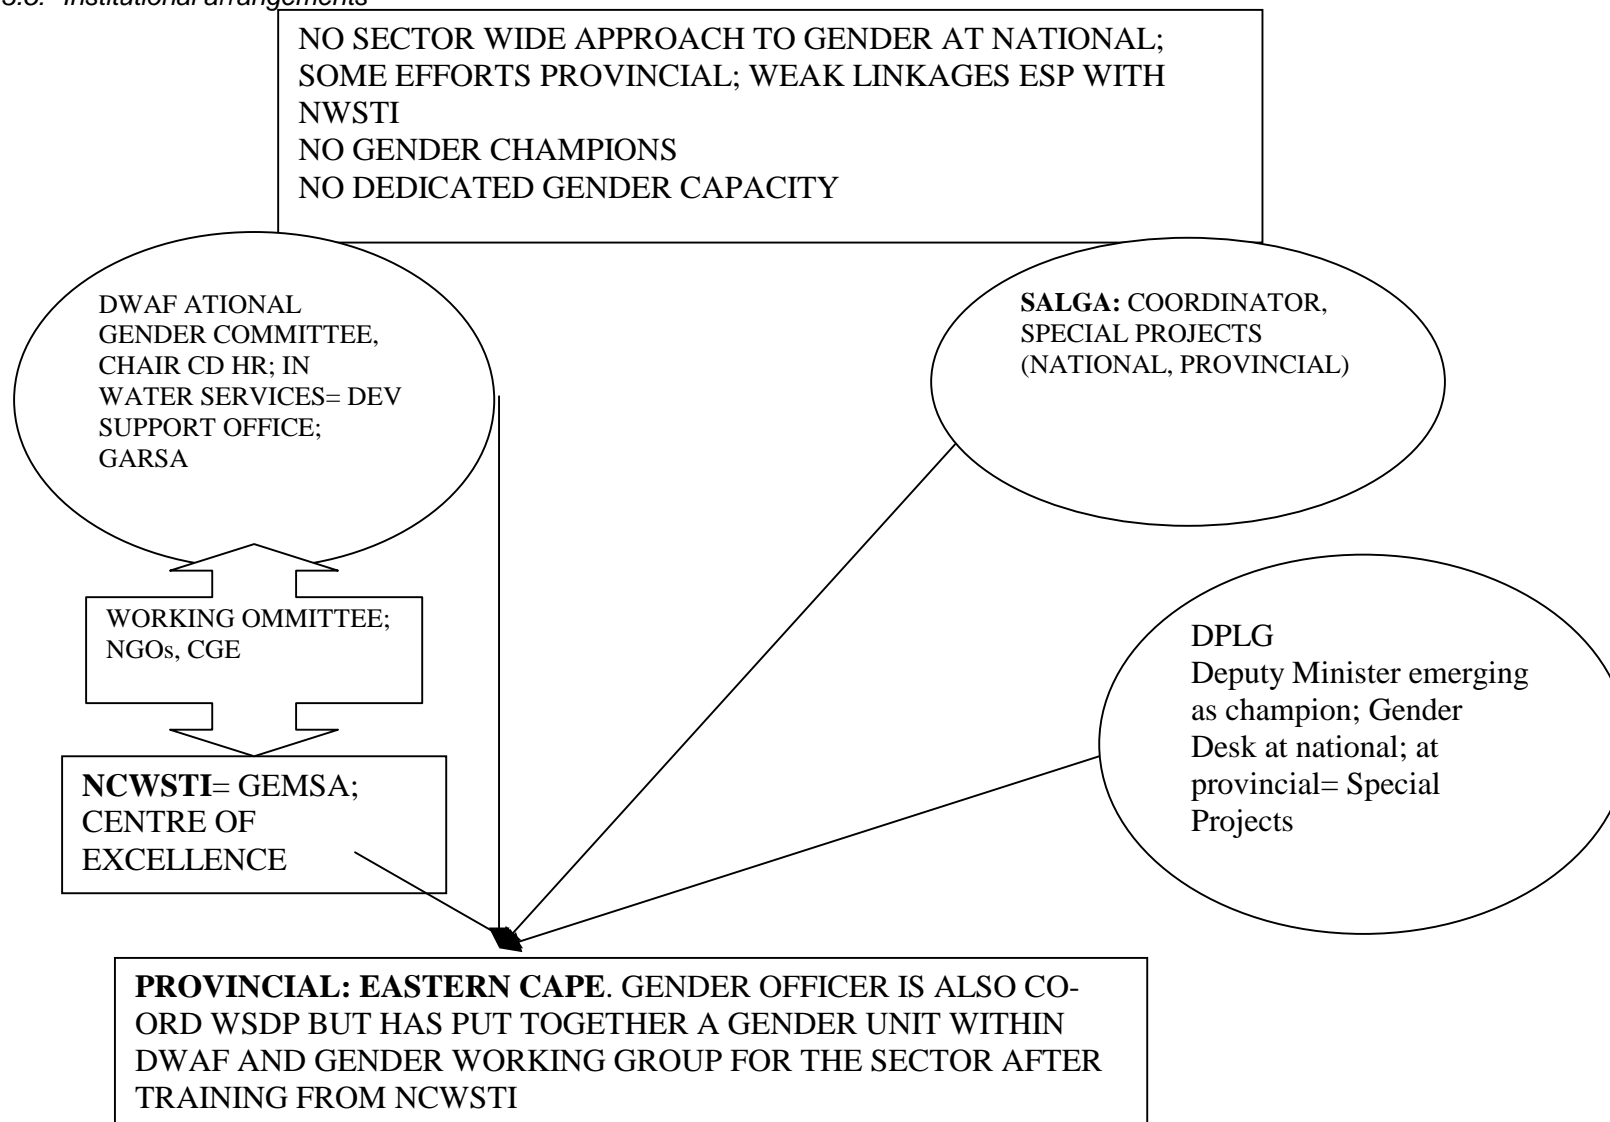 Institutional arrangements
NO SECTOR WIDE APPROACH TO GENDER AT NATIONAL;
SOME EFFORTS PROVINCIAL; WEAK LINKAGES ESP WITH
NWSTI
NO GENDER CHAMPIONS
NO DEDICATED GENDER CAPACITY
DWAF ATIONAL
GENDER COMMITTEE,
CHAIR CD HR; IN
WATER SERVICES= DEV
SUPPORT OFFICE;
GARSA
SALGA: COORDINATOR,
SPECIAL PROJECTS
(NATIONAL, PROVINCIAL)
WORKING OMMITTEE;
NGOs, CGE
DPLG
Deputy Minister emerging
as champion; Gender
Desk at national; at
provincial= Special
Projects
NCWSTI= GEMSA;
CENTRE OF
EXCELLENCE
PROVINCIAL: EASTERN CAPE. GENDER OFFICER IS ALSO CO-
ORD WSDP BUT HAS PUT TOGETHER A GENDER UNIT WITHIN
DWAF AND GENDER WORKING GROUP FOR THE SECTOR AFTER
TRAINING FROM NCWSTI